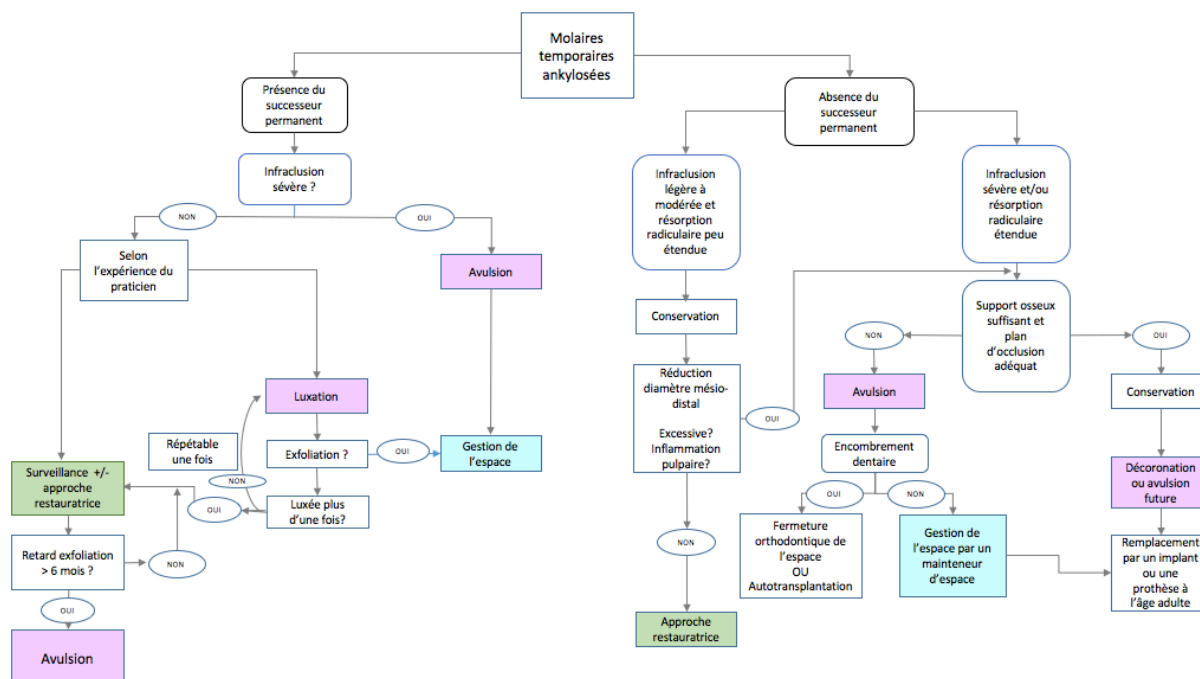 Molaires
temporaires
ankylosées
Présence du
successeur
permanent
Absence du
successeur
permanent
Infraclusion
sévère ?
Infraclusion
légère à
modérée et
résorption
radiculaire peu
étendue
Infraclusion
sévère et/ou
résorption
radiculaire
étendue
NON
OUI
Selon
l'expérience du
praticien
Avulsion
Conservation
Support osseux
suffisant et
plan
d'occlusion
adéquat
NON
OUI
Luxation
Réduction
diamètre mésio-
distal
Excessive?
Inflammation
pulpaire?
OUI
Avulsion
Conservation
Répétable
une fois
Exfoliation ?
OUI
Gestion de
l'espace
Encombrement
dentaire
Surveillance +/-
approche
restauratrice
NON
OUI
Luxée plus
d'une fois?
OUI
NON
Décoronation
ou avulsion
future
Retard exfoliation
> 6 mois ?
NON
NON
Fermeture
orthodontique de
l'espace
OU
Autotransplantation
Gestion de
l'espace par un
mainteneur
d'espace
Remplacement
par un implant
ou une
prothèse à
l'âge adulte
OUI
Avulsion
Approche
restauratrice